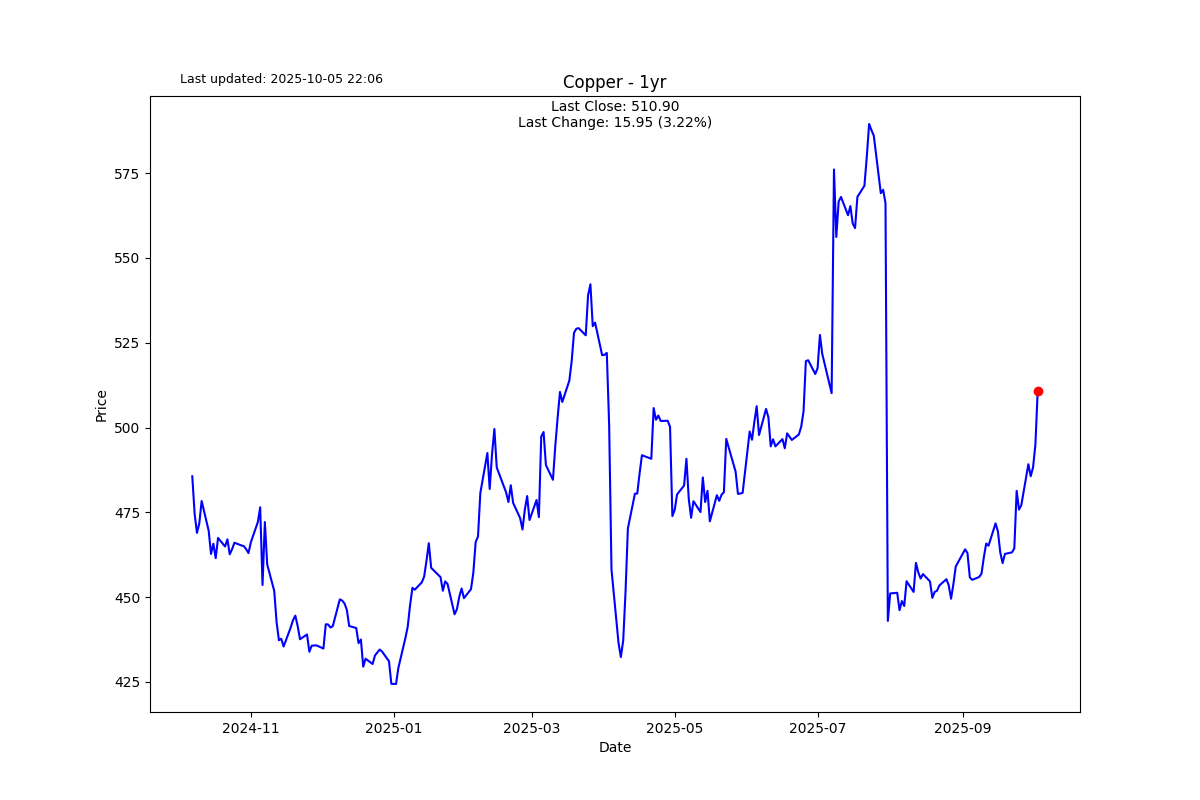 Last updated: 2025-10-05 22:06
Copper - 1yr
Last Close: 510.90
Last Change: 15.95 (3.22%)
575
550
525
500
475
450
425
Price
2024-11
2025-01
2025-03
2025-05
2025-07
2025-09
Date